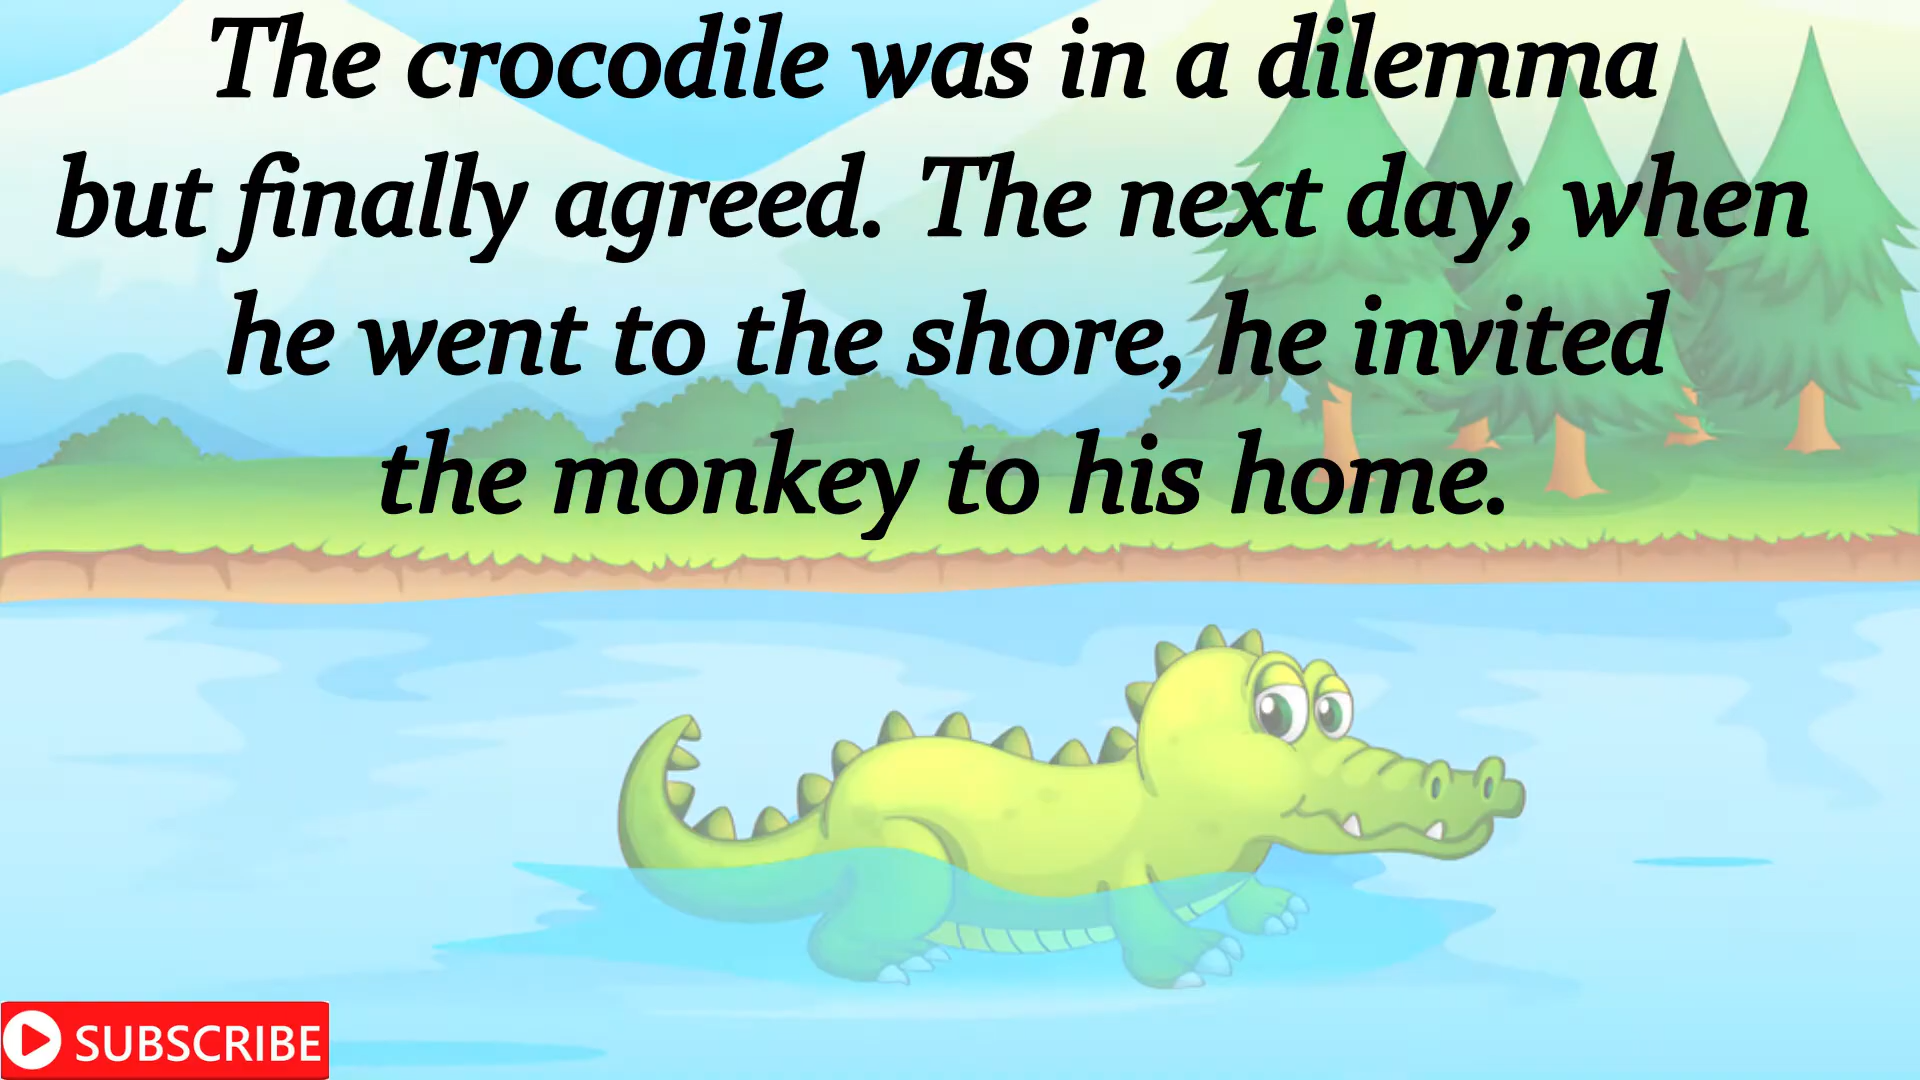 The crocodile was in a dilemma
but finally agreed. The next day, when
he went to the shore, he invited
the monkey to his home.
SUBSCRIBE